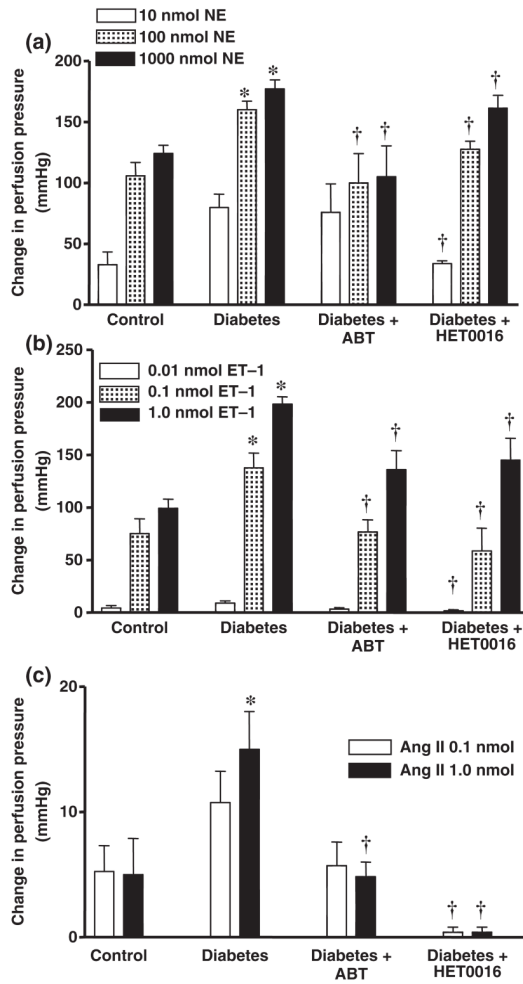 10 nmol NE
100 nmol NE
1000 nmol NE
(a)
Change in perfusion pressure
(mmHg)
200
150
100
50
0
*
*
†
†
†
†
†
Control
Diabetes
Diabetes +
ABT
Diabetes +
HET0016
(b)
0.01 nmol ET–1
0.1 nmol ET–1
1.0 nmol ET–1
Change in perfusion pressure
(mmHg)
250
200
150
100
50
0
*
*
†
†
†
†
†
Control
Diabetes
Diabetes +
ABT
Diabetes +
HET0016
(c)
Ang II 0.1 nmol
Ang II 1.0 nmol
Change in perfusion pressure
(mmHg)
20
10
0
*
†
†
†
Control
Diabetes
Diabetes +
ABT
Diabetes +
HET0016